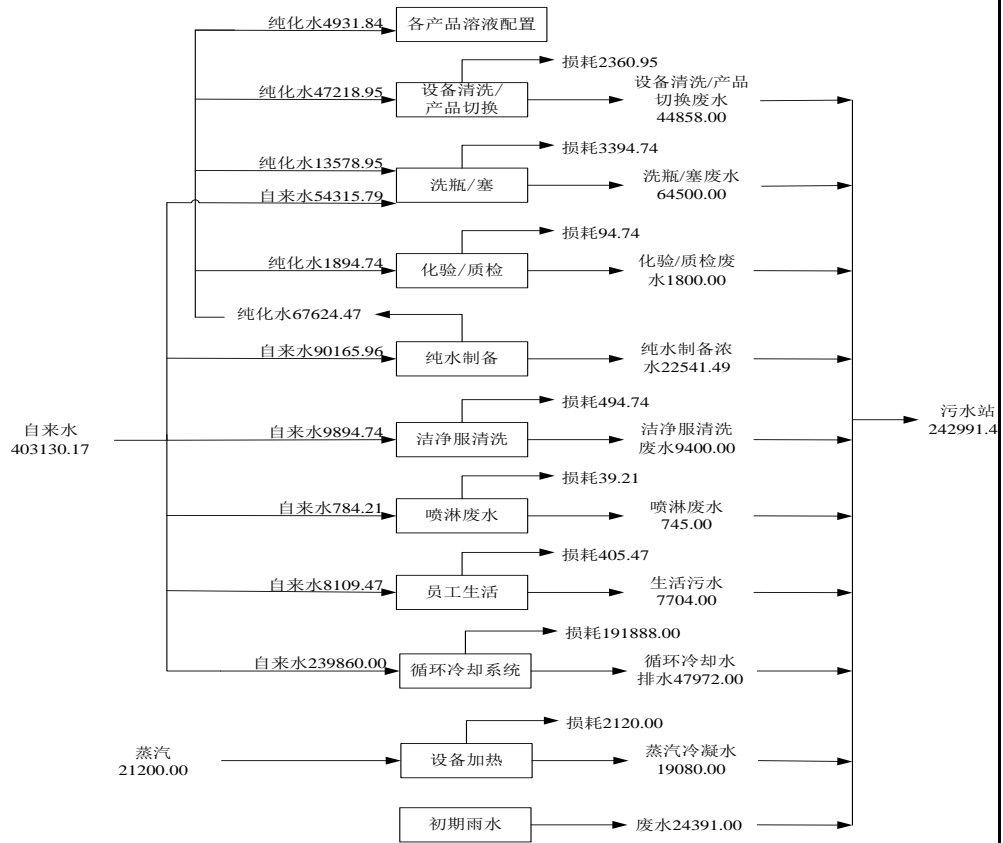 纯化水4931.84
各产品溶液配置
损耗2360.95
纯化水47218.95
设备清洗/
产品切换
设备清洗/产品
切换废水
44858.00
损耗3394.74
纯化水13578.95
自来水54315.79
洗瓶/塞
洗瓶/塞废水
64500.00
损耗94.74
纯化水1894.74
化验/质检
化验/质检废
水1800.00
纯化水67624.47
自来水90165.96
纯水制备
纯水制备浓
水22541.49
损耗494.74
自来水
403130.17
自来水9894.74
洁净服清洗
洁净服清洗
废水9400.00
污水站
242991.4
损耗39.21
自来水784.21
喷淋废水
喷淋废水
745.00
损耗405.47
自来水8109.47
员工生活
生活污水
7704.00
损耗191888.00
自来水239860.00
循环冷却系统
循环冷却水
排水47972.00
损耗2120.00
蒸汽
21200.00
设备加热
蒸汽冷凝水
19080.00
初期雨水
废水24391.00